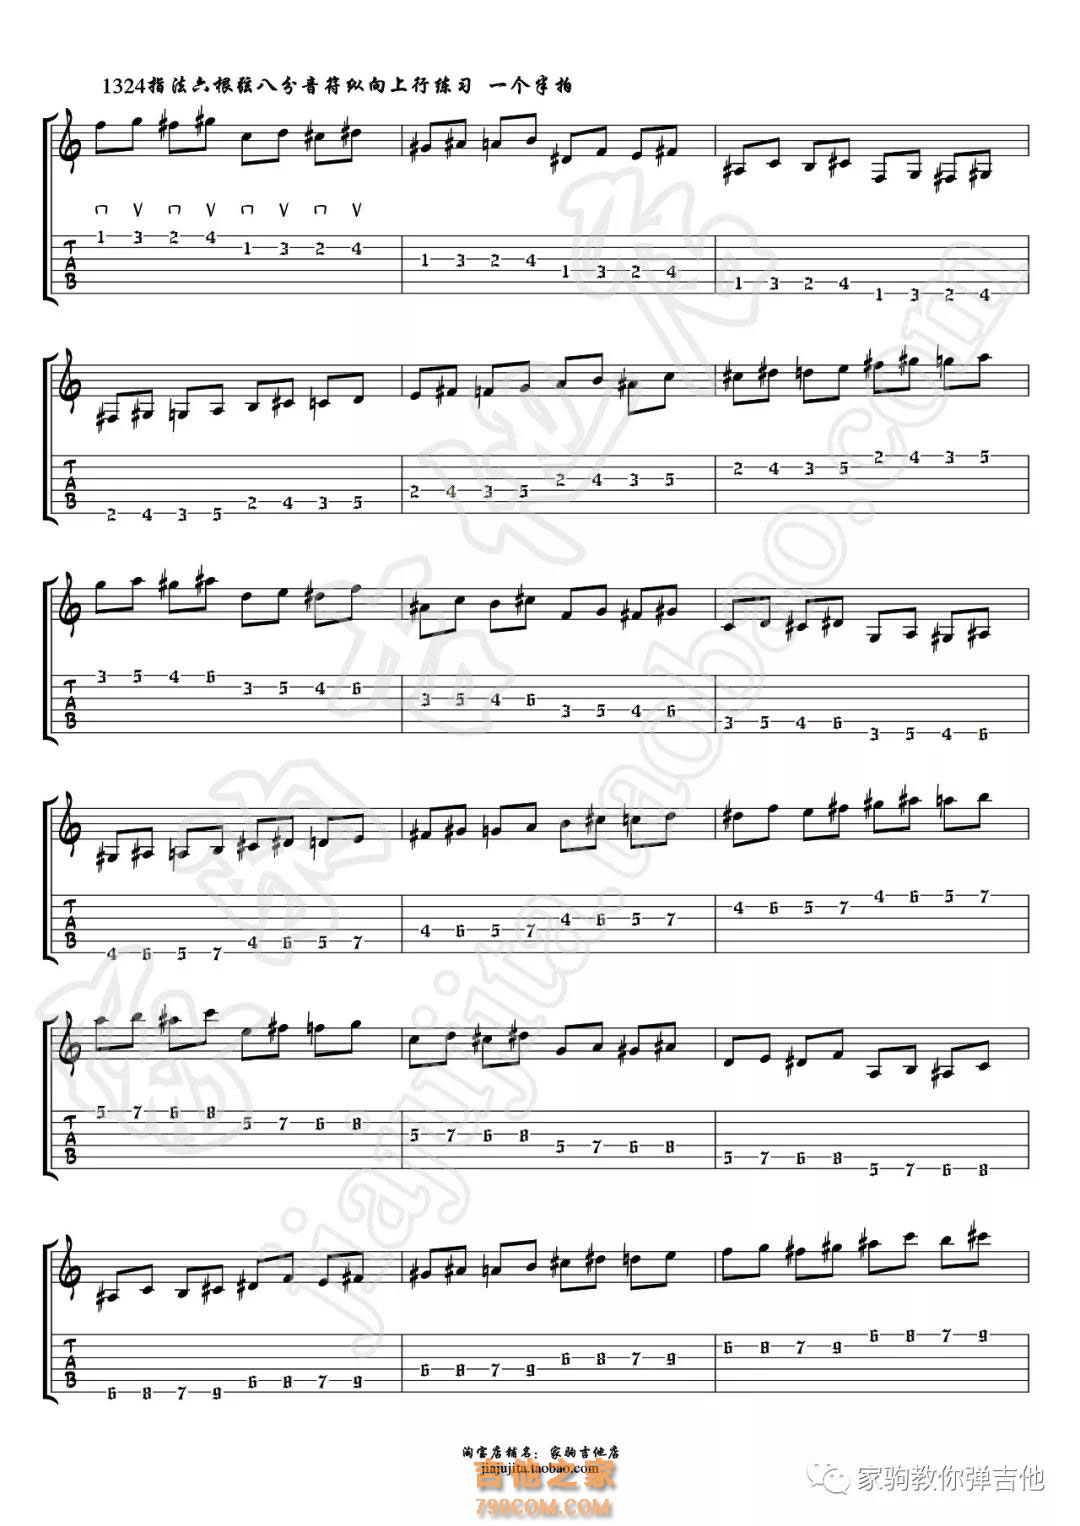 1324指法六根弦八分音符纵向上行练习 一个半拍
1 3 2 4 1 3 2 4 1 3 2 4 1 3 2 4 1 3 2 4 1 3 2 4
TAB
2 4 3 5 2 4 3 5 2 4 3 5 2 4 3 5 2 4 3 5 2 4 3 5
TAB
3 5 4 6 3 5 4 6 3 5 4 6 3 5 4 6 3 5 4 6 3 5 4 6
TAB
4 6 5 7 4 6 5 7 4 6 5 7 4 6 5 7 4 6 5 7 4 6 5 7
TAB
5 7 6 8 5 7 6 8 5 7 6 8 5 7 6 8 5 7 6 8 5 7 6 8
TAB
6 8 7 9 6 8 7 9 6 8 7 9 6 8 7 9 6 8 7 9 6 8 7 9
TAB
jiajujita.taobao.com
淘宝店铺名：家驹吉他店
jiajujita.taobao.com
吉他之家
798COM.COM
家驹教你弹吉他